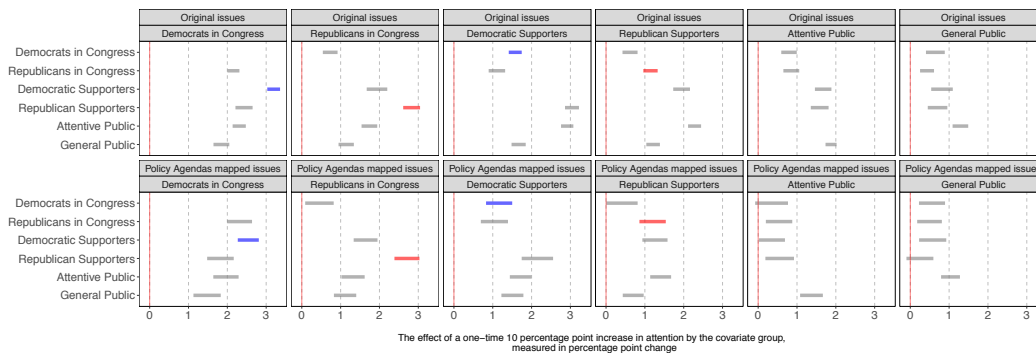 Original issues Original issues Original issues Original issues Original issues Original issues
Democrats in Congress Republicans in Congress Democratic Supporters Republican Supporters Attentive Public General Public
Democrats in Congress
Republicans in Congress
Democratic Supporters
Republican Supporters
Attentive Public
General Public
Policy Agendas mapped issues Policy Agendas mapped issues Policy Agendas mapped issues Policy Agendas mapped issues Policy Agendas mapped issues Policy Agendas mapped issues
Democrats in Congress Republicans in Congress Democratic Supporters Republican Supporters Attentive Public General Public
Democrats in Congress
Republicans in Congress
Democratic Supporters
Republican Supporters
Attentive Public
General Public
0 1 2 3 0 1 2 3 0 1 2 3 0 1 2 3 0 1 2 3 0 1 2 3
The effect of a one−time 10 percentage point increase in attention by the covariate group,
measured in percentage point change